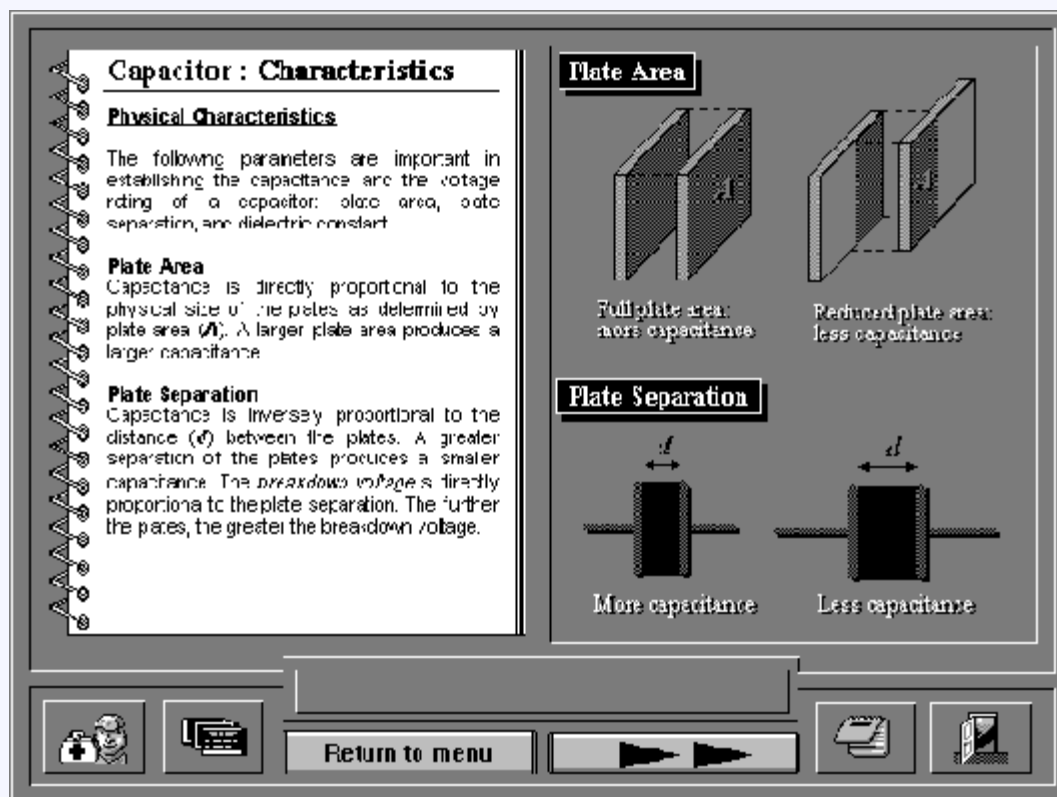 Capacitor : Characteristics
Physical Characteristics
The following parameters are important in
establishing the capacitance and the voltage
rating of a capacitor: plate area, plate
separation, and dielectric constant
Plate Area
Capacitance is directly proportional to the
physical size of the plates as determined by
plate area (A). A larger plate area produces a
larger capacitance
Plate Separation
Capacitance is inversely proportional to the
distance (d) between the plates. A greater
separation of the plates produces a smaller
capacitance. The breakdown voltage is directly
proportional to the plate separation. The further
the plates, the greater the breakdown voltage.
Plate Area
A
A
Full plate area:
more capacitance
Reduced plate area:
less capacitance
Plate Separation
d
d
More capacitance
Less capacitance
Return to menu